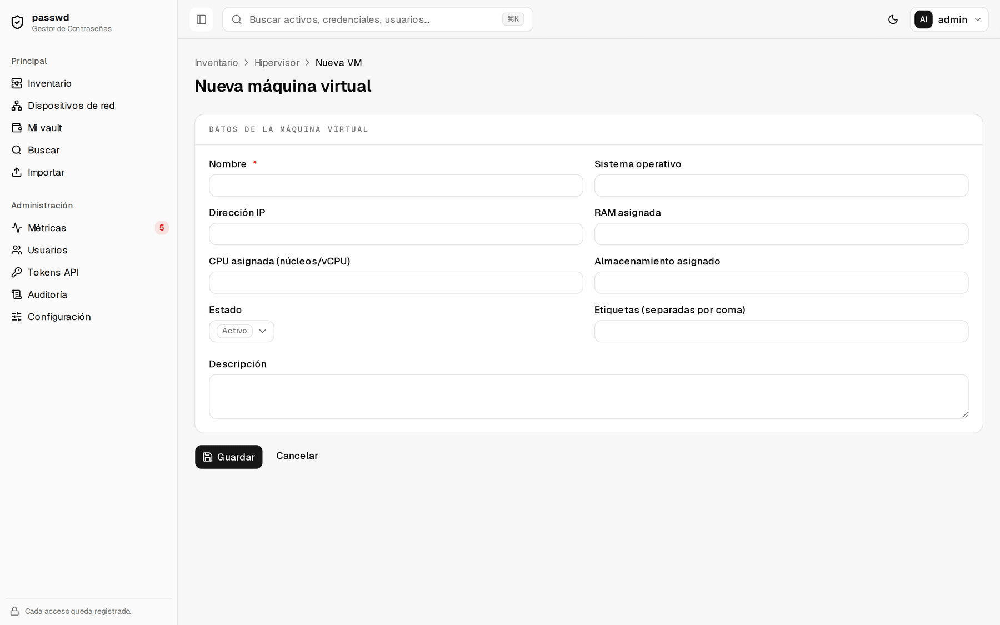 passwd
Gestor de Contraseñas
Principal
Inventario
Dispositivos de red
Mi vault
Buscar
Importar
Administración
Métricas 5
Usuarios
Tokens API
Auditoría
Configuración
Cada acceso queda registrado.
Buscar activos, credenciales, usuarios... ⌘K
AI admin
Inventario > Hipervisor > Nueva VM
Nueva máquina virtual
DATOS DE LA MÁQUINA VIRTUAL
Nombre *
Sistema operativo
Dirección IP
RAM asignada
CPU asignada (núcleos/vCPU)
Almacenamiento asignado
Estado
Activo
Etiquetas (separadas por coma)
Descripción
Guardar
Cancelar